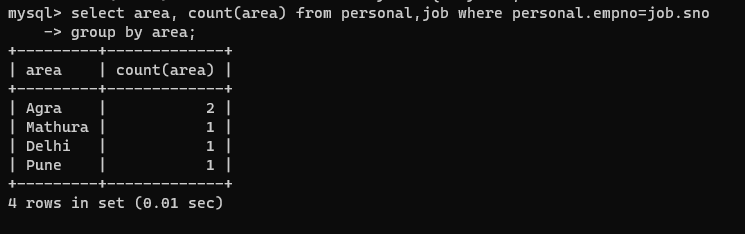 mysql> select area, count(area) from personal,job where personal.empno=job.sno
    -> group by area;
+---------+-------------+
| area    | count(area) |
+---------+-------------+
| Agra    |           2 |
| Mathura |           1 |
| Delhi   |           1 |
| Pune    |           1 |
+---------+-------------+
4 rows in set (0.01 sec)